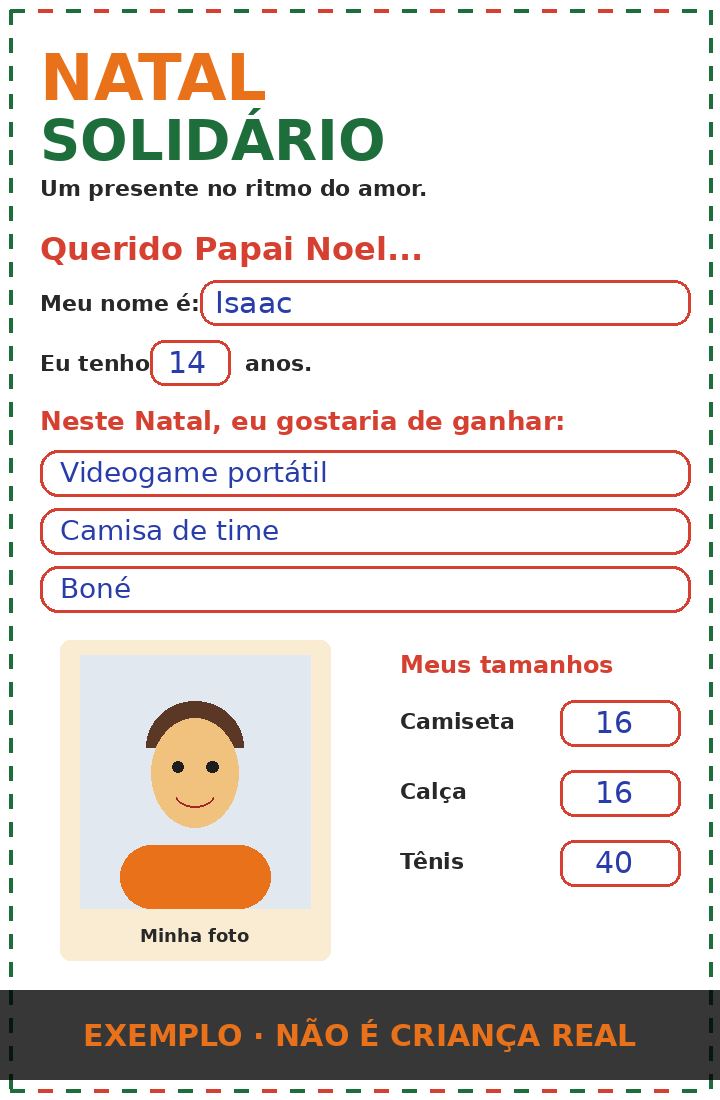 NATAL
SOLIDÁRIO
Um presente no ritmo do amor.
Querido Papai Noel...
Meu nome é: Isaac
Eu tenho 14 anos.
Neste Natal, eu gostaria de ganhar:
Videogame portátil
Camisa de time
Boné
Meus tamanhos
Camiseta 16
Calça 16
Tênis 40
Minha foto
EXEMPLO · NÃO É CRIANÇA REAL